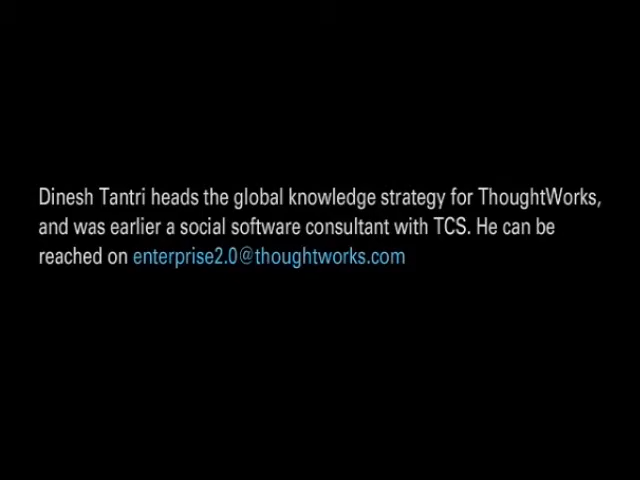 Dinesh Tantri heads the global knowledge strategy for ThoughtWorks,
and was earlier a social software consultant with TCS. He can be
reached on enterprise2.0@thoughtworks.com